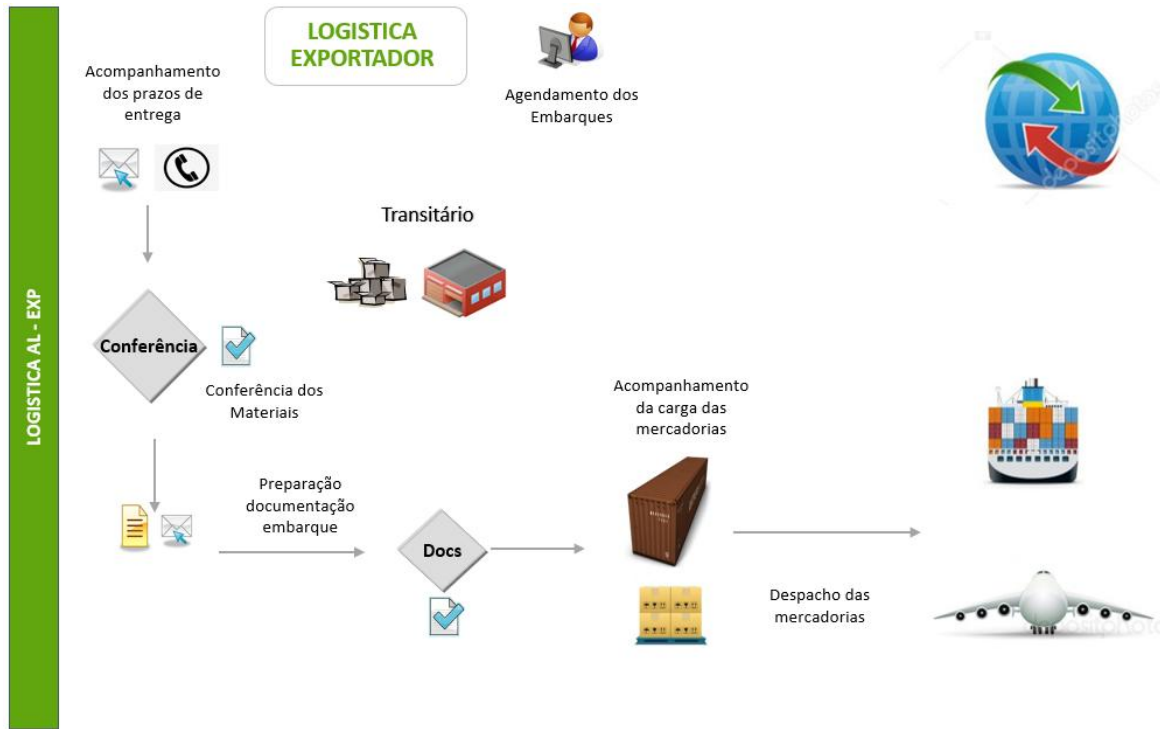 LOGISTICA AL - EXP
LOGISTICA
EXPORTADOR
Acompanhamento
dos prazos de
entrega
Agendamento dos
Embarques
Transitário
Conferência
Conferência dos
Materiais
Preparação
documentação
embarque
Docs
Acompanhamento
da carga das
mercadorias
Despacho das
mercadorias
depositphotos